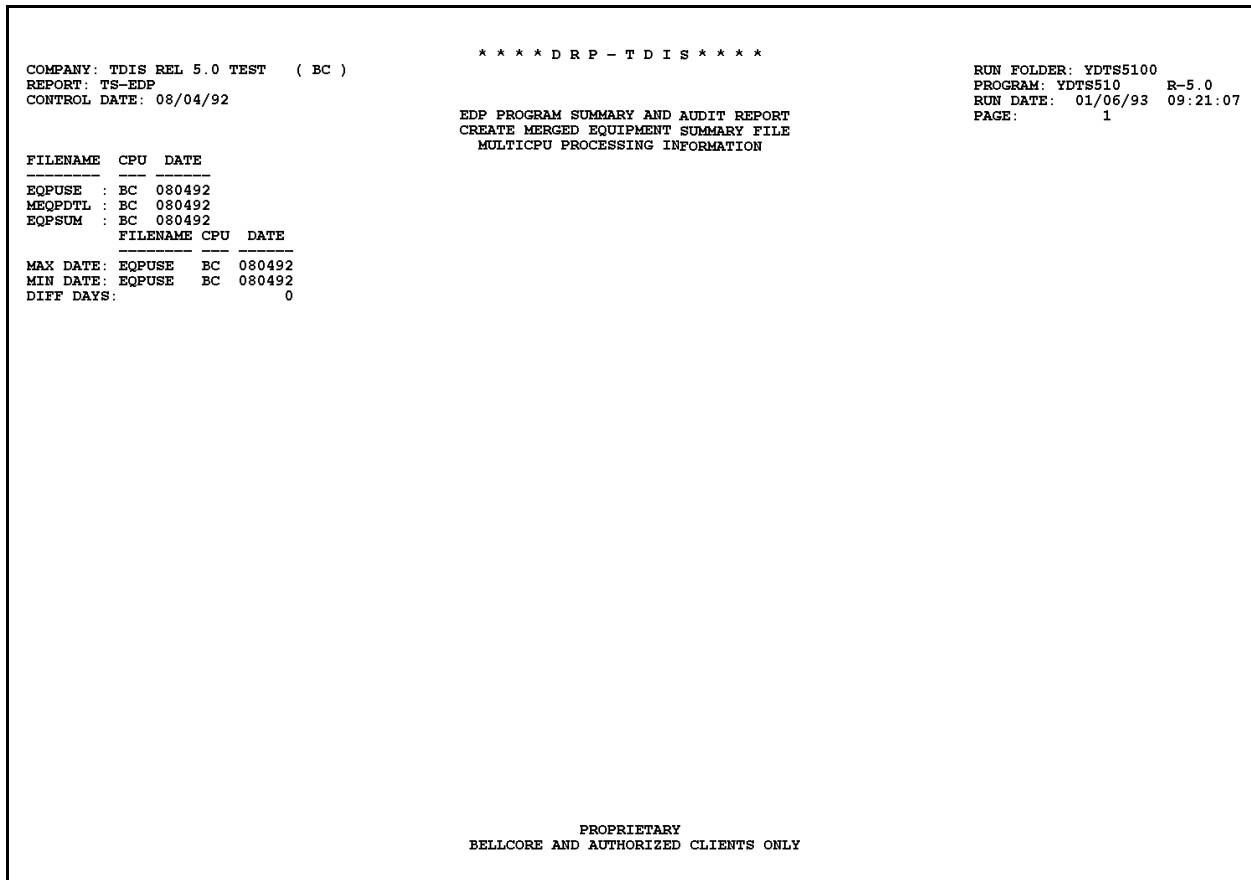 * * * * D R P - T D I S * * * *
COMPANY: TDIS REL 5.0 TEST ( BC ) RUN FOLDER: YDTS5100
REPORT: TS-EDP PROGRAM: YDTS510 R-5.0
CONTROL DATE: 08/04/92 RUN DATE: 01/06/93 09:21:07
EDP PROGRAM SUMMARY AND AUDIT REPORT PAGE: 1
CREATE MERGED EQUIPMENT SUMMARY FILE
MULTICPU PROCESSING INFORMATION
FILENAME CPU DATE
-------- --- ------
EQPUSE : BC 080492
MEQPDTL : BC 080492
EQPSUM : BC 080492
FILENAME CPU DATE
-------- --- ------
MAX DATE: EQPUSE BC 080492
MIN DATE: EQPUSE BC 080492
DIFF DAYS: 0
PROPRIETARY
BELLCORE AND AUTHORIZED CLIENTS ONLY